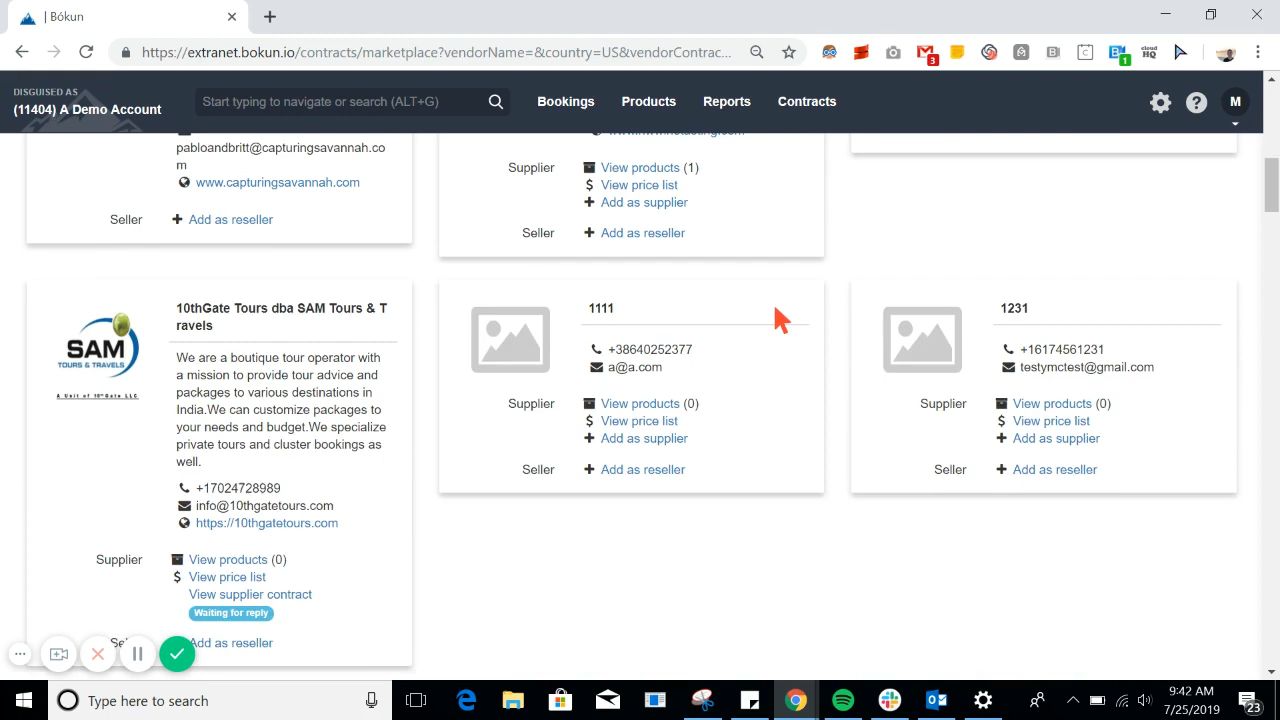 | Bókun
https://extranet.bokun.io/contracts/marketplace?vendorName=&country=US&vendorContrac...
3
1
cloud
HQ
DISGUISED AS
(11404) A Demo Account
Start typing to navigate or search (ALT+G)
Bookings
Products
Reports
Contracts
M
pabloandbritt@capturingsavannah.co
m
www.capturingsavannah.com
Seller
Add as reseller
Supplier
View products (1)
View price list
Add as supplier
Seller
Add as reseller
SAM
TOURS & TRAVELS
A Unit of 10thGate LLC
10thGate Tours dba SAM Tours & T
ravels
We are a boutique tour operator with
a mission to provide tour advice and
packages to various destinations in
India.We can customize packages to
your needs and budget.We specialize
private tours and cluster bookings as
well.
+17024728989
info@10thgatetours.com
https://10thgatetours.com
Supplier
View products (0)
View price list
View supplier contract
Waiting for reply
Add as reseller
1111
+38640252377
a@a.com
Supplier
View products (0)
View price list
Add as supplier
Seller
Add as reseller
1231
+16174561231
testymctest@gmail.com
Supplier
View products (0)
View price list
Add as supplier
Seller
Add as reseller
Type here to search
9:42 AM
7/25/2019
23